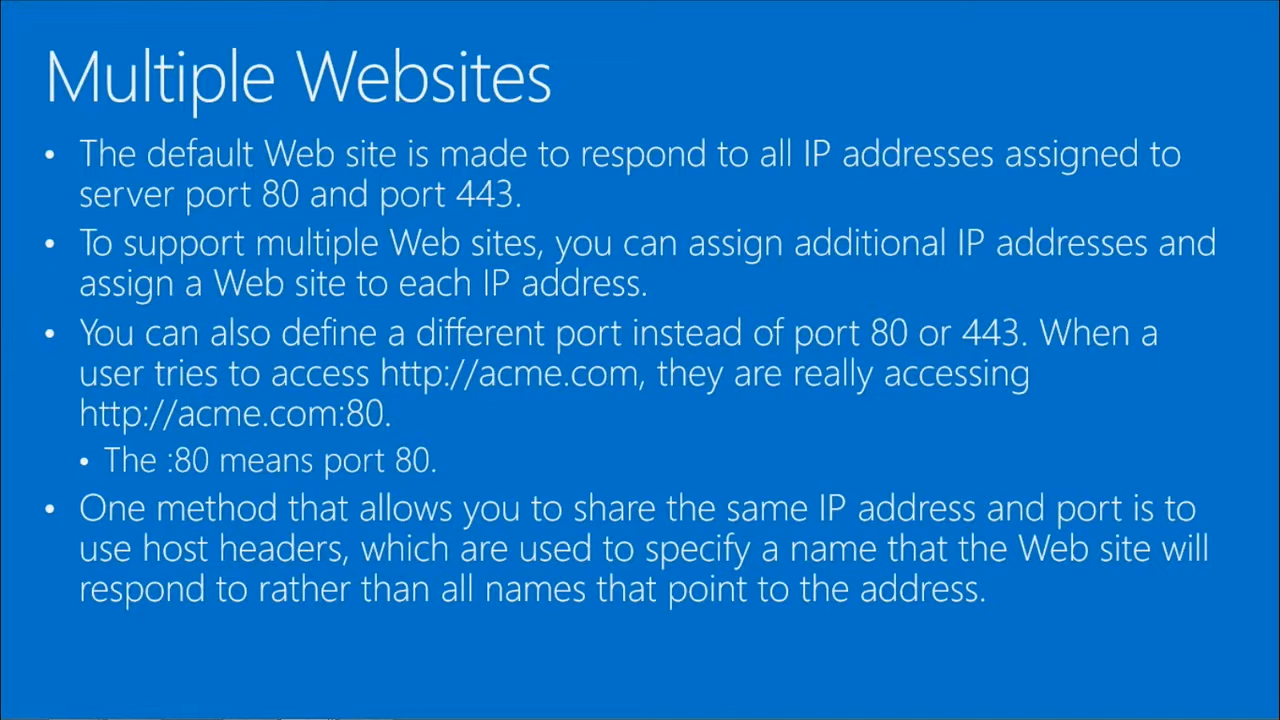 Multiple Websites
• The default Web site is made to respond to all IP addresses assigned to
server port 80 and port 443.
• To support multiple Web sites, you can assign additional IP addresses and
assign a Web site to each IP address.
• You can also define a different port instead of port 80 or 443. When a
user tries to access http://acme.com, they are really accessing
http://acme.com:80.
• The :80 means port 80.
• One method that allows you to share the same IP address and port is to
use host headers, which are used to specify a name that the Web site will
respond to rather than all names that point to the address.